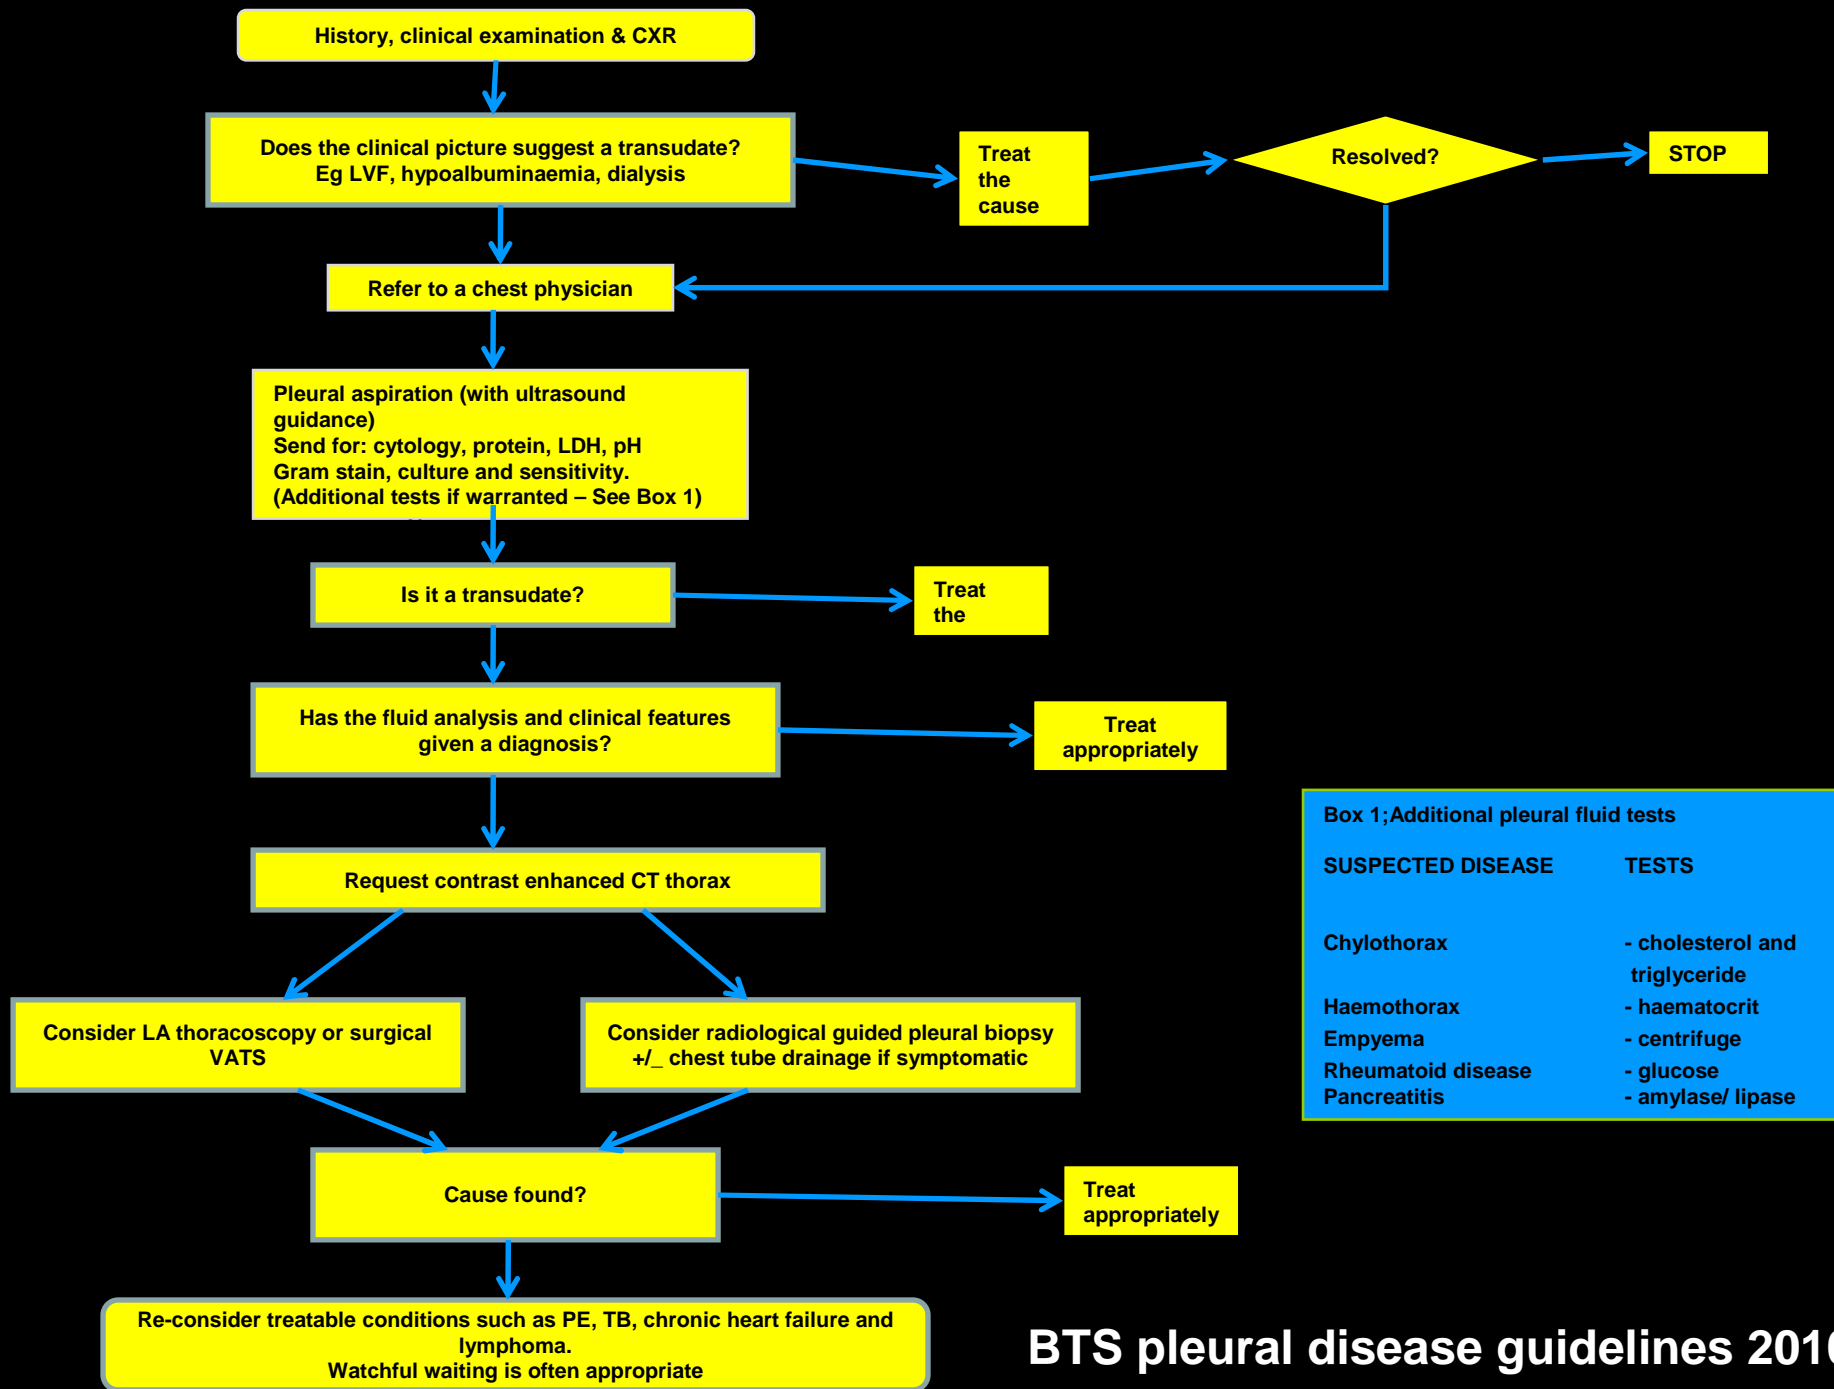 History, clinical examination & CXR
Does the clinical picture suggest a transudate?
Eg LVF, hypoalbuminaemia, dialysis
Treat
the
cause
Resolved?
STOP
Refer to a chest physician
Pleural aspiration (with ultrasound
guidance)
Send for: cytology, protein, LDH, pH
Gram stain, culture and sensitivity.
(Additional tests if warranted – See Box 1)
Is it a transudate?
Treat
the
Has the fluid analysis and clinical features
given a diagnosis?
Treat
appropriately
Request contrast enhanced CT thorax
Consider LA thoracoscopy or surgical
VATS
Consider radiological guided pleural biopsy
+/_ chest tube drainage if symptomatic
Cause found?
Treat
appropriately
Re-consider treatable conditions such as PE, TB, chronic heart failure and
lymphoma.
Watchful waiting is often appropriate
Box 1;Additional pleural fluid tests
SUSPECTED DISEASE TESTS
Chylothorax - cholesterol and
triglyceride
Haemothorax - haematocrit
Empyema - centrifuge
Rheumatoid disease - glucose
Pancreatitis - amylase/ lipase
BTS pleural disease guidelines 2010